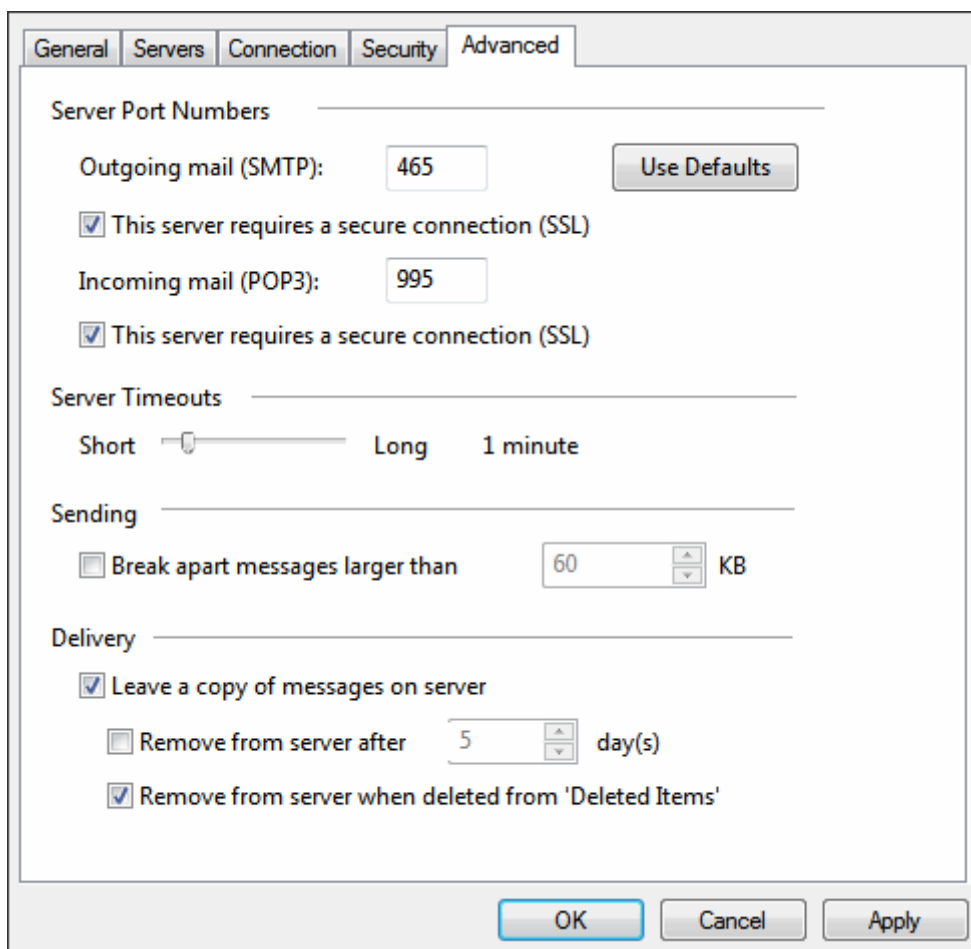 General Servers Connection Security Advanced
Server Port Numbers
Outgoing mail (SMTP): 465 Use Defaults
This server requires a secure connection (SSL)
Incoming mail (POP3): 995
This server requires a secure connection (SSL)
Server Timeouts
Short Long 1 minute
Sending
Break apart messages larger than 60 KB
Delivery
Leave a copy of messages on server
Remove from server after 5 day(s)
Remove from server when deleted from 'Deleted Items'
OK Cancel Apply